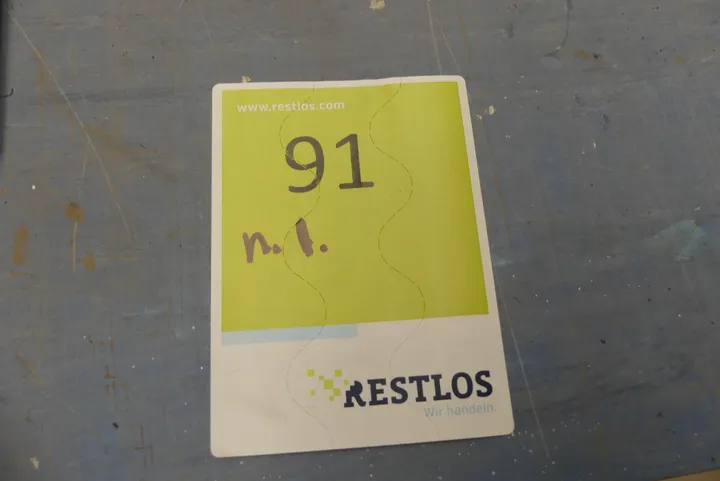 www.restlos.com
91
n. l.
RESTLOS
Wir handeln.